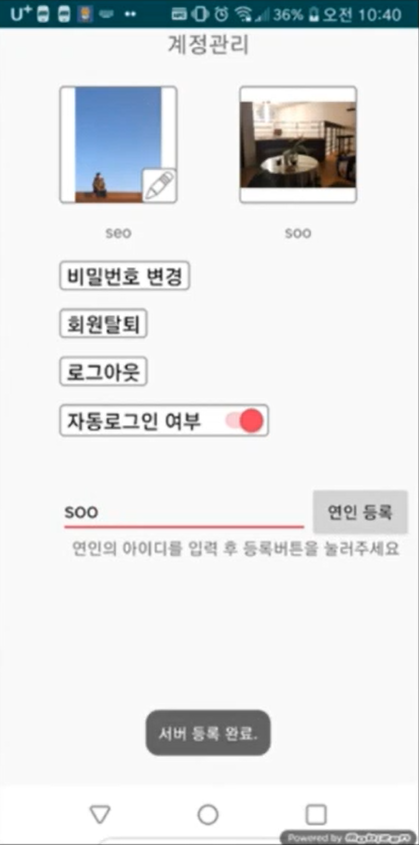 U+ 36% 오전 10:40
계정관리
seo soo
비밀번호 변경
회원탈퇴
로그아웃
자동로그인 여부
soo 연인 등록
연인의 아이디를 입력 후 등록버튼을 눌러주세요
서버 등록 완료.
Powered by